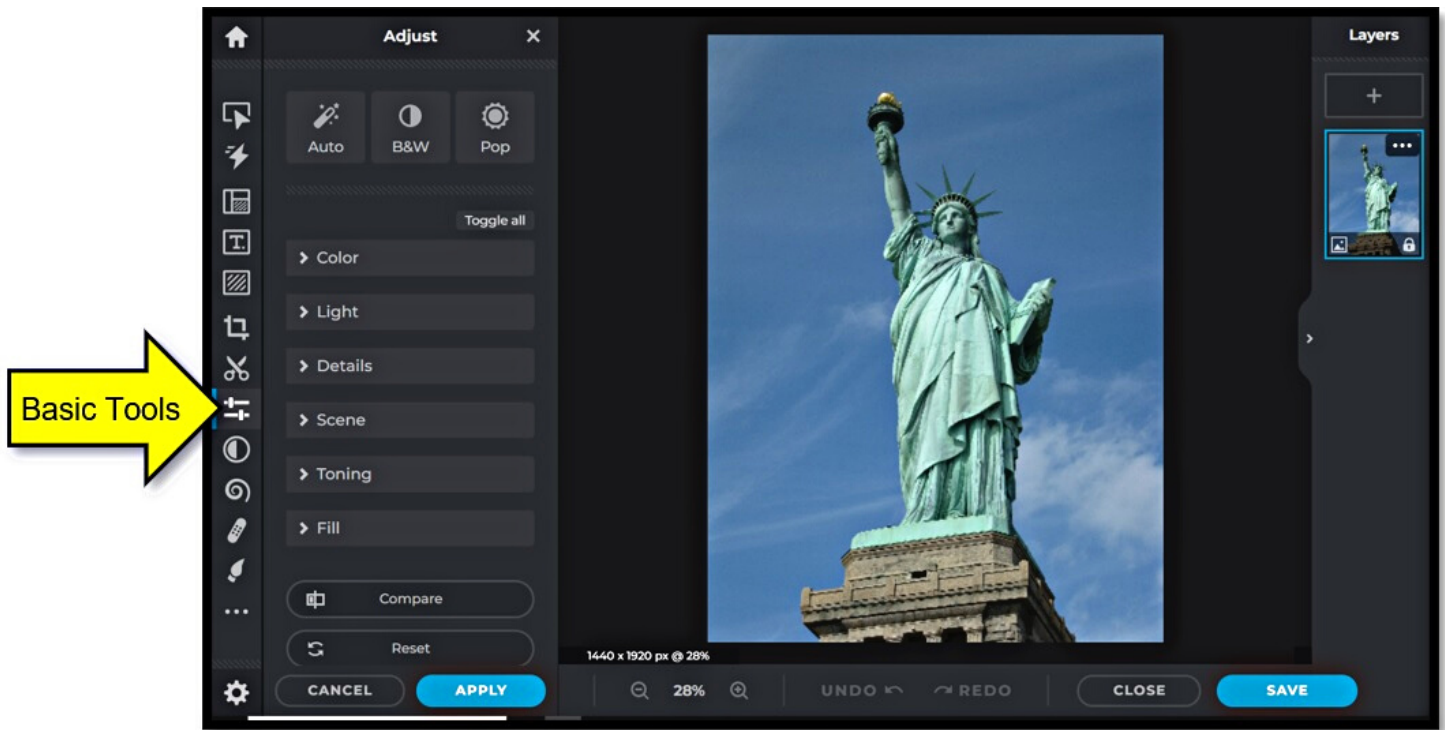 Basic Tools
Adjust
Auto B&W Pop
Toggle all
Color
Light
Details
Scene
Toning
Fill
Compare
Reset
CANCEL APPLY
1440 x 1920 px @ 28%
28% UNDO REDO CLOSE SAVE
Layers
T.